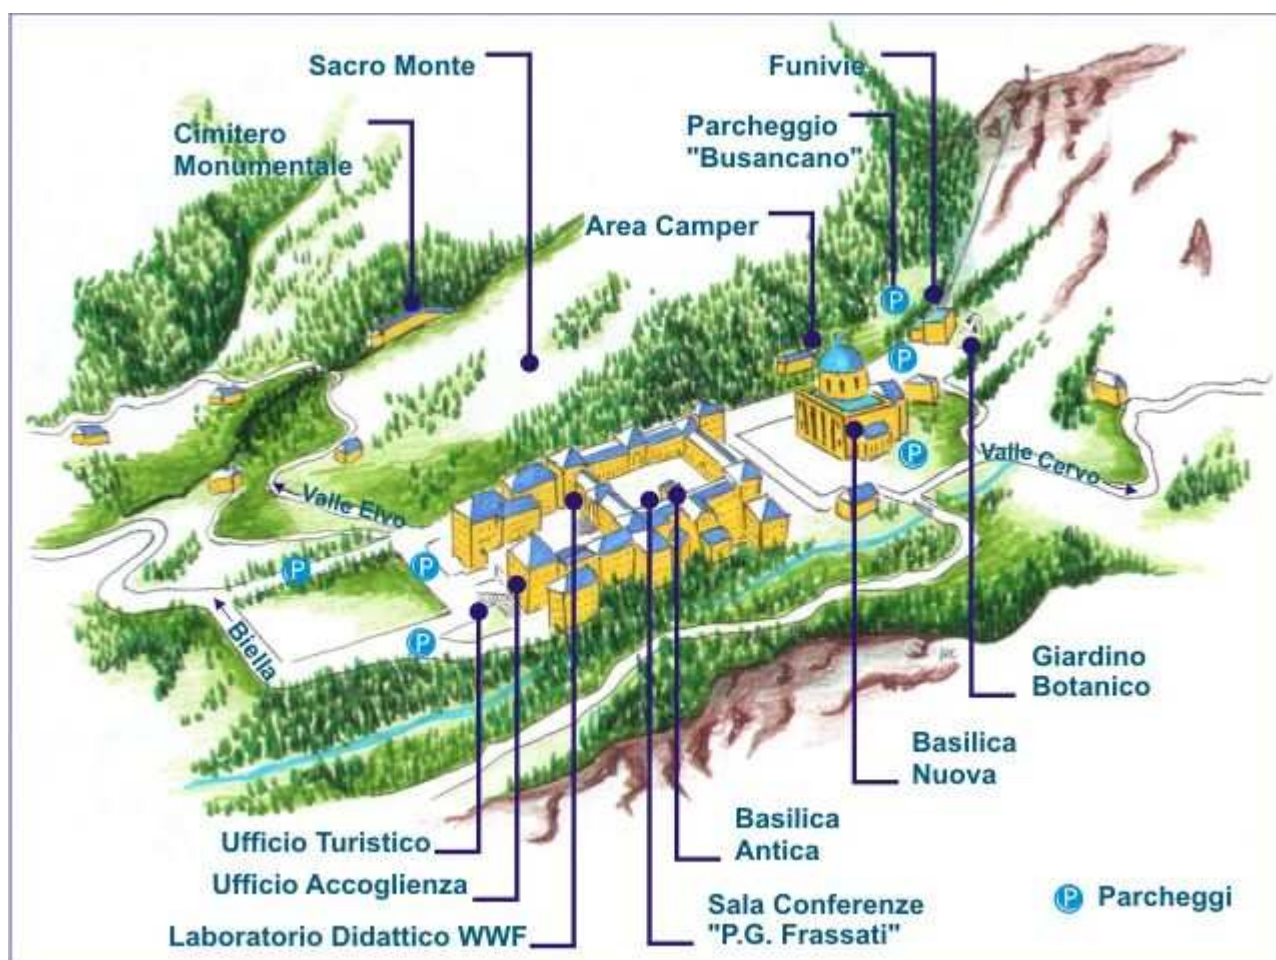 Sacro Monte
Funivie
Cimitero
Monumentale
Parcheggio
"Busancano"
Area Camper
P
P
P
Valle Cervo
Valle Elvo
P
P
P
Biella
Giardino
Botanico
Basilica
Nuova
Basilica
Antica
Ufficio Turistico
Ufficio Accoglienza
Laboratorio Didattico WWF
Sala Conferenze
"P.G. Frassati"
P Parcheggi